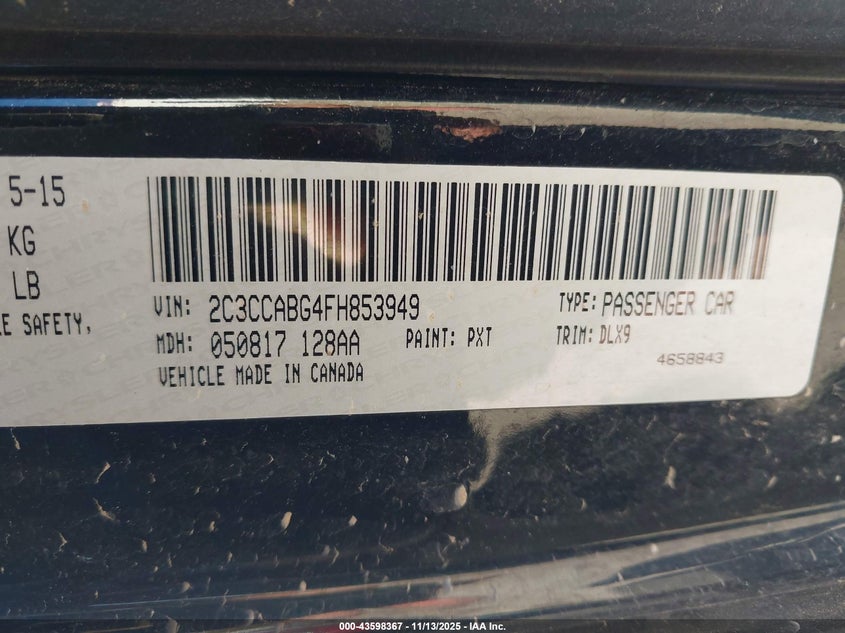 5-15
KG
LB
E SAFETY,
VIN: 2C3CCABG4FH853949
TYPE: PASSENGER CAR
MDH: 050817 128AA
PAINT: PXT
TRIM: DLX9
VEHICLE MADE IN CANADA
4658843
000-43598367 - 11/13/2025 - IAA Inc.